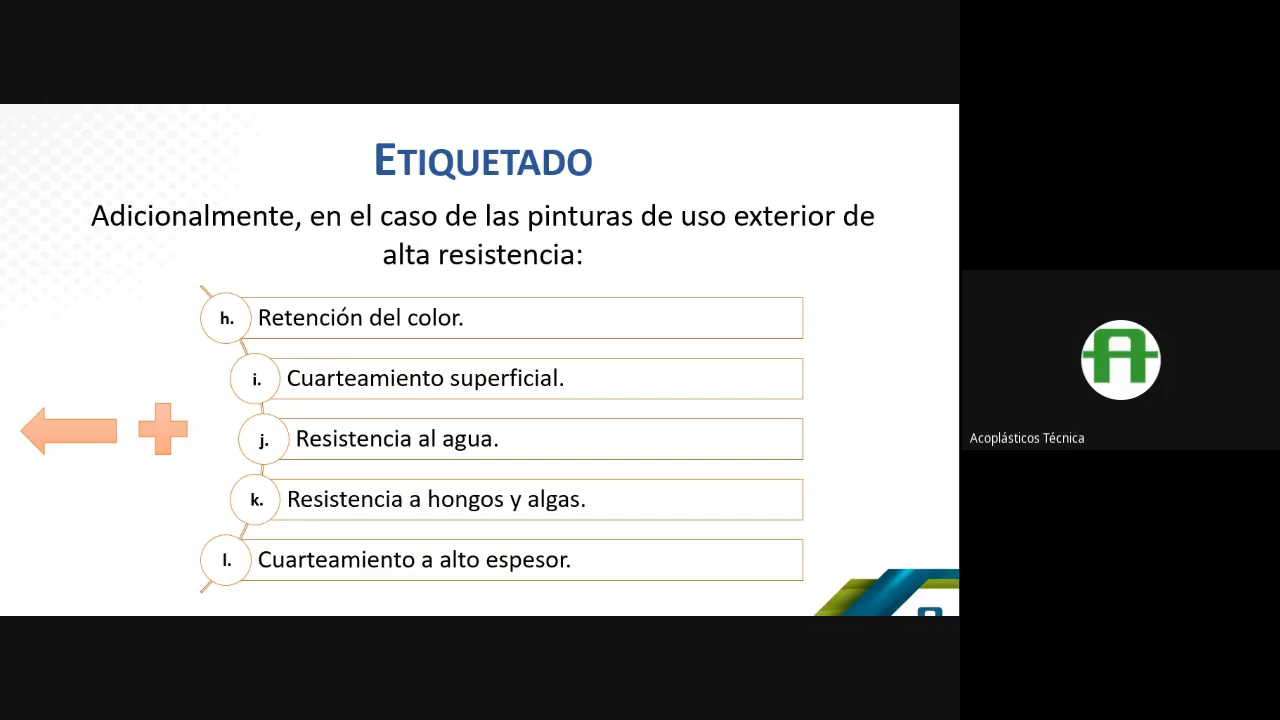 ETIQUETADO
Adicionalmente, en el caso de las pinturas de uso exterior de
alta resistencia:
h. Retención del color.
i. Cuarteamiento superficial.
j. Resistencia al agua.
k. Resistencia a hongos y algas.
l. Cuarteamiento a alto espesor.
Acoplásticos Técnica